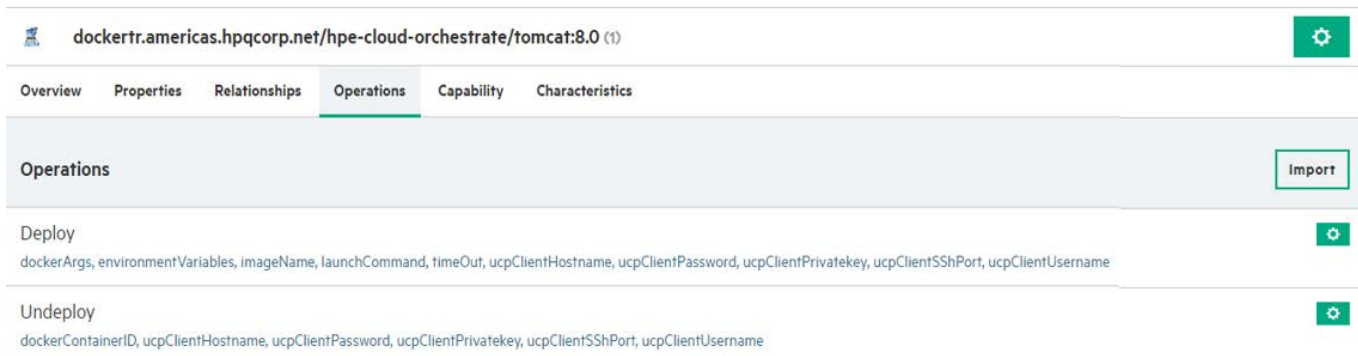 dockertr.americas.hpqcorp.net/hpe-cloud-orchestrate/tomcat:8.0 (1)
Overview Properties Relationships Operations Capability Characteristics
Operations Import
Deploy
dockerArgs, environmentVariables, imageName, launchCommand, timeOut, ucpClientHostname, ucpClientPassword, ucpClientPrivatekey, ucpClientSShPort, ucpClientUsername
Undeploy
dockerContainerID, ucpClientHostname, ucpClientPassword, ucpClientPrivatekey, ucpClientSShPort, ucpClientUsername